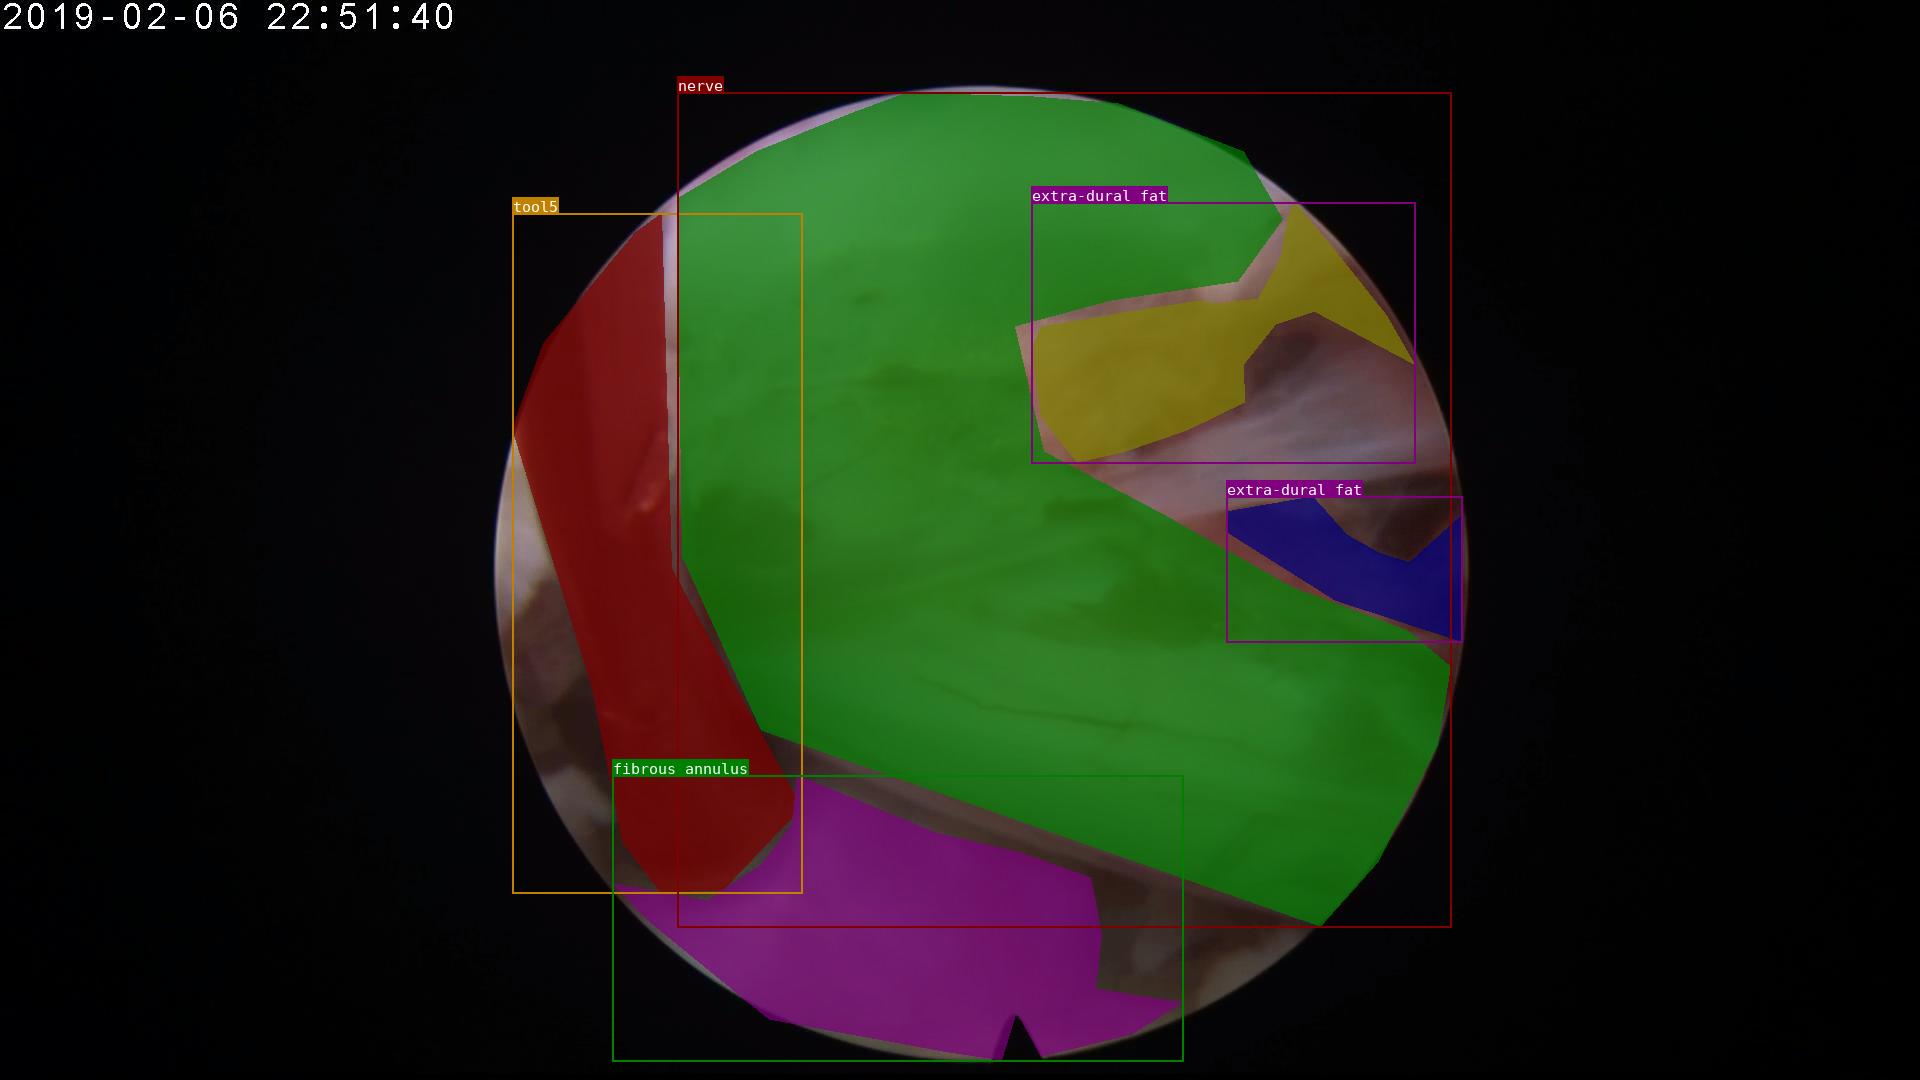 2019-02-06 22:51:40
nerve
extra-dural fat
tool5
extra-dural fat
fibrous annulus